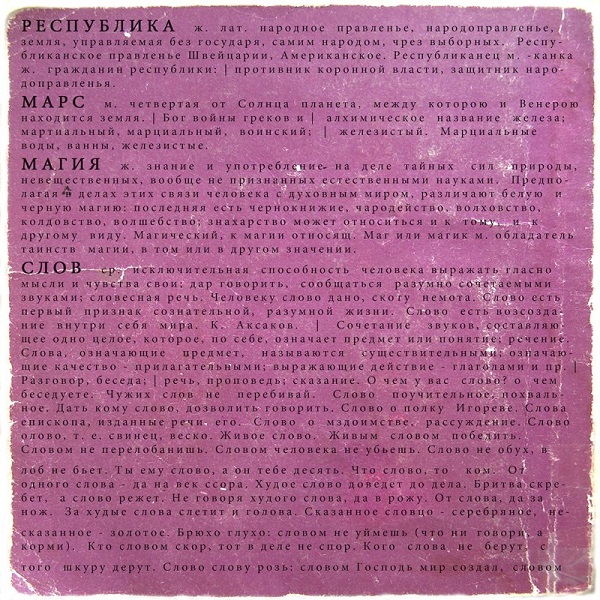 РЕСПУБЛИКА ж. лат. народное правленье, народоправленье,
земля, управляемая без государя, самим народом, чрез выборных. Респу-
бликанское правленье Швейцарии, Американское. Республиканец м. -канка
ж. гражданин республики: | противник коронной власти, защитник наро-
доправленья.
МАРС м. четвертая от Солнца планета, между которою и Венерою
находится земля. | Бог войны греков и | алхимическое название железа;
мартиальный, марциальный, воинский; | железистый. Марциальные
воды, ванны, железистые.
МАГИЯ ж. знание и употребление на деле тайных сил природы,
невещественных, вообще не признанных естественными науками. Предпо-
лагая в делах этих связи человека с духовным миром, различают белую и
черную магию: последняя есть чернокнижие, чародейство, волховство,
колдовство, волшебство; знахарство может относиться и к тому, и к
другому виду. Магический, к магии относящ. Маг или магик м. обладатель
таинств магии, в том или в другом значении.
СЛОВ ср. исключительная способность человека выражать гласно
мысли и чувства свои; дар говорить, сообщаться разумно сочетаемыми
звуками; словесная речь. Человеку слово дано, скоту немота. Слово есть
первый признак сознательной, разумной жизни. Слово есть возсозда-
ние внутри себя мира. К. Аксаков. | Сочетание звуков, составляю-
щее одно целое, которое, по себе, означает предмет или понятие; речение.
Слова, означающие предмет, называются существительными; означаю-
щие качество - прилагательными; выражающие действие - глаголами и пр. |
Разговор, беседа; | речь, проповедь; сказание. О чем у вас слово? о чем
беседуете. Чужих слов не перебивай. Слово поучительное, похваль-
ное. Дать кому слово, дозволить говорить. Слово о полку Игореве. Слова
епископа, изданные речи его. Слово о мздоимстве, рассуждение. Слово
олово, т. е. свинец, веско. Живое слово. Живым словом победить.
Словом не перелобанишь. Словом человека не убьешь. Слово не обух, в
лоб не бьет. Ты ему слово, а он тебе десять. Что слово, то ком. От
одного слова - да на век ссора. Худое слово доведет до дела. Бритва скре-
бет, а слово режет. Не говоря худого слова, да в рожу. От слова, да за
нож. За худые слова слетит и голова. Сказанное словцо - серебряное, не-
сказанное - золотое. Брюхо глухо: словом не уймешь (что ни говори, а
корми). Кто словом скор, тот в деле не спор. Кого слова не берут, с
того шкуру дерут. Слово слову розь: словом Господь мир создал, словом